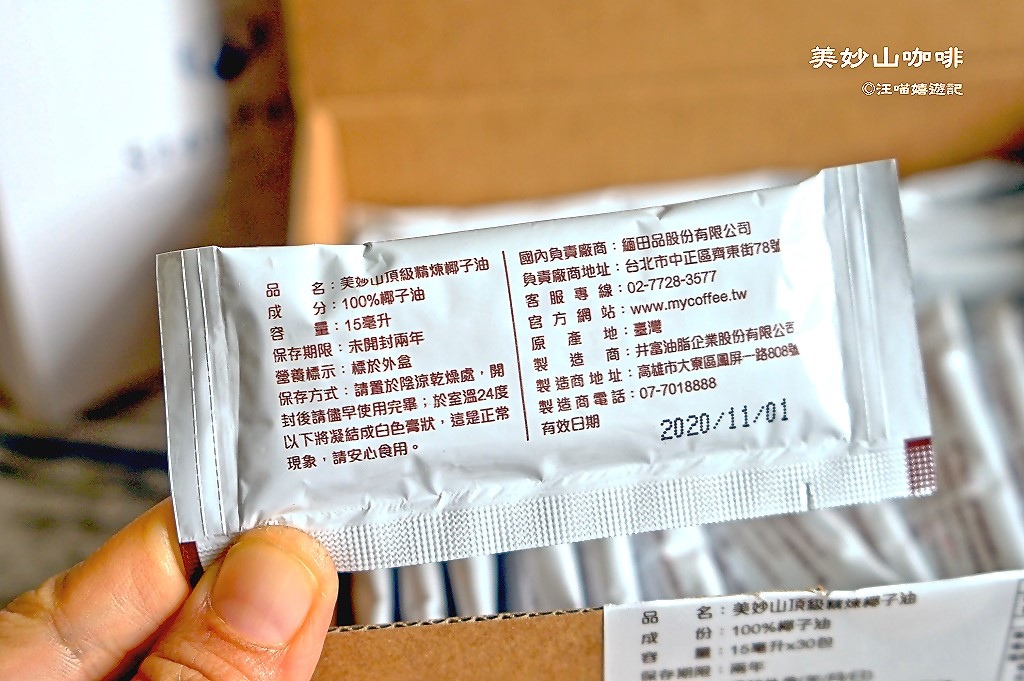 美妙山咖啡
©汪喵嬉遊記
品　　名：美妙山頂級精煉椰子油
成　　分：100%椰子油
容　　量：15毫升
保存期限：未開封兩年
營養標示：標於外盒
保存方式：請置於陰涼乾燥處，開
封後請儘早使用完畢；於室溫24度
以下將凝結成白色膏狀，這是正常
現象，請安心食用。
國內負責廠商：緬田品股份有限公司
負責廠商地址：台北市中正區齊東街78號
客服專線：02-7728-3577
官方網站：www.mycoffee.tw
原產地：臺灣
製造商：井富油脂企業股份有限公司
製造商地址：高雄市大寮區鳳屏一路808號
製造商電話：07-7018888
有效日期
2020/11/01
品　　名：美妙山頂級精煉椰子油
成　　份：100%椰子油
容　　量：15毫升x30包
保存期限：兩年